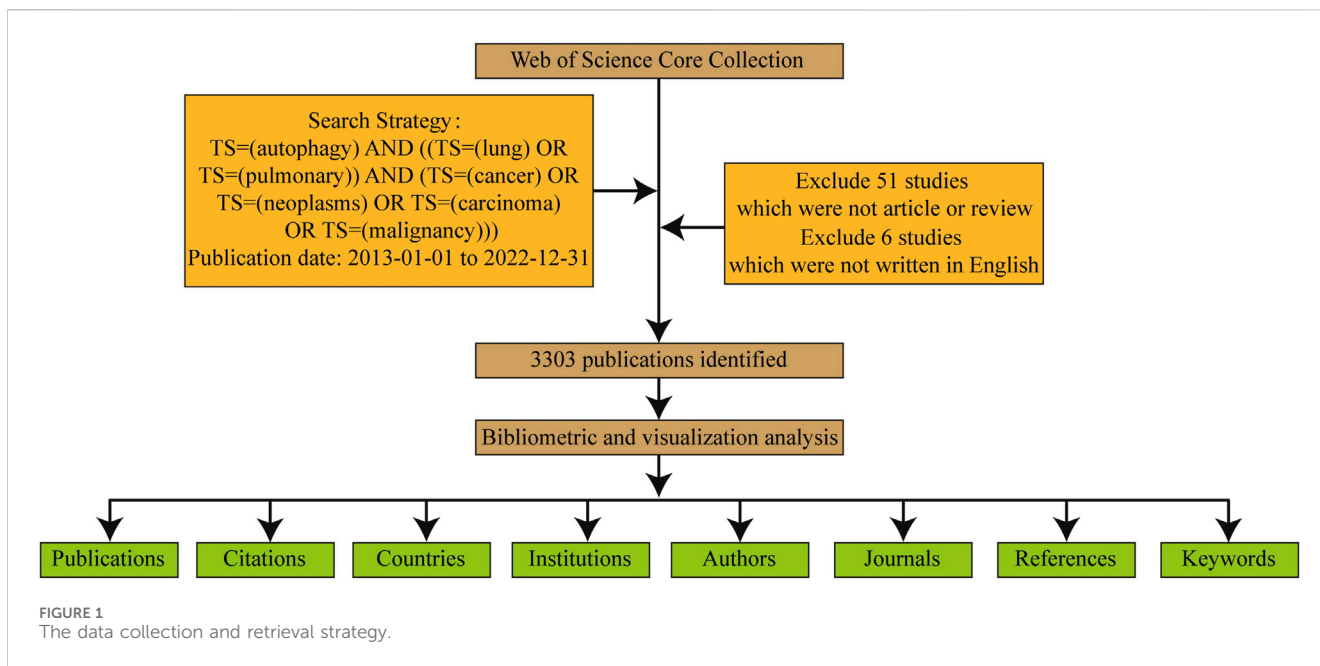 Web of Science Core Collection
Search Strategy:
TS=(autophagy) AND ((TS=(lung) OR
TS=(pulmonary)) AND (TS=(cancer) OR
TS=(neoplasms) OR TS=(carcinoma)
OR TS=(malignancy)))
Publication date: 2013-01-01 to 2022-12-31
Exclude 51 studies
which were not article or review
Exclude 6 studies
which were not written in English
3303 publications identified
Bibliometric and visualization analysis
Publications
Citations
Countries
Institutions
Authors
Journals
References
Keywords
FIGURE 1
The data collection and retrieval strategy.